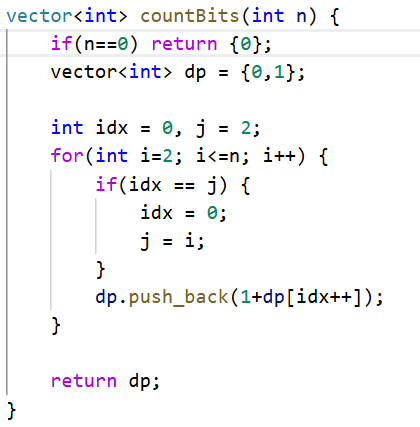 vector<int> countBits(int n) {
    if(n==0) return {0};
    vector<int> dp = {0,1};
    int idx = 0, j = 2;
    for(int i=2; i<=n; i++) {
        if(idx == j) {
            idx = 0;
            j = i;
        }
        dp.push_back(1+dp[idx++]);
    }
    return dp;
}